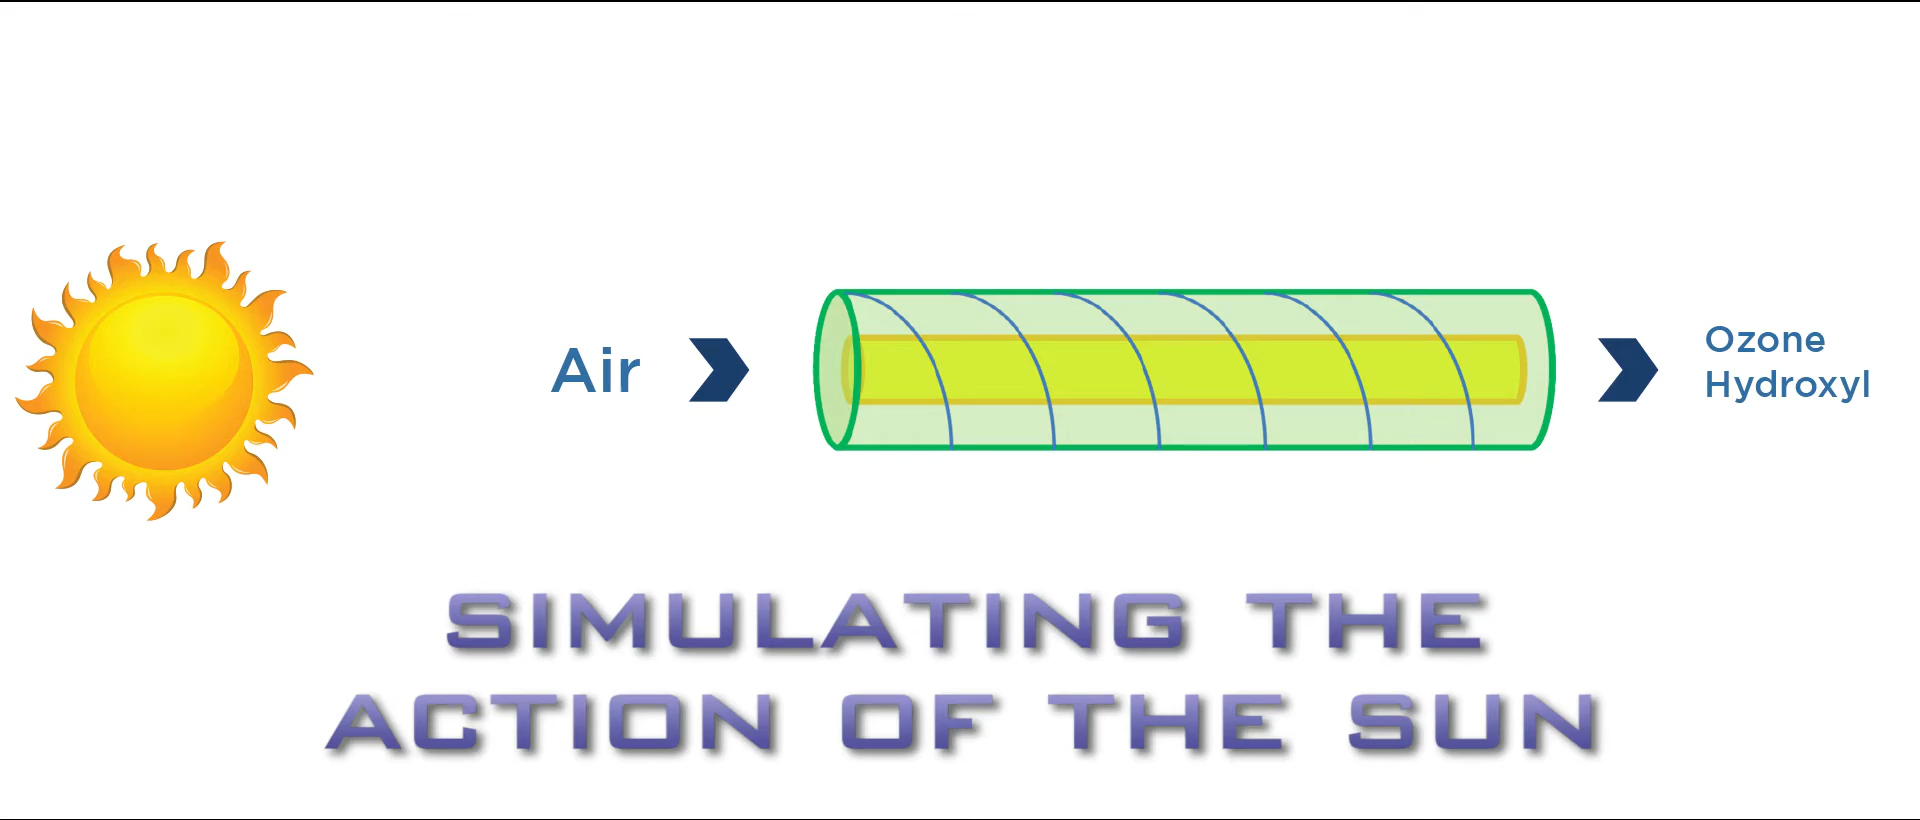 Air
Ozone
Hydroxyl
SIMULATING THE
ACTION OF THE SUN